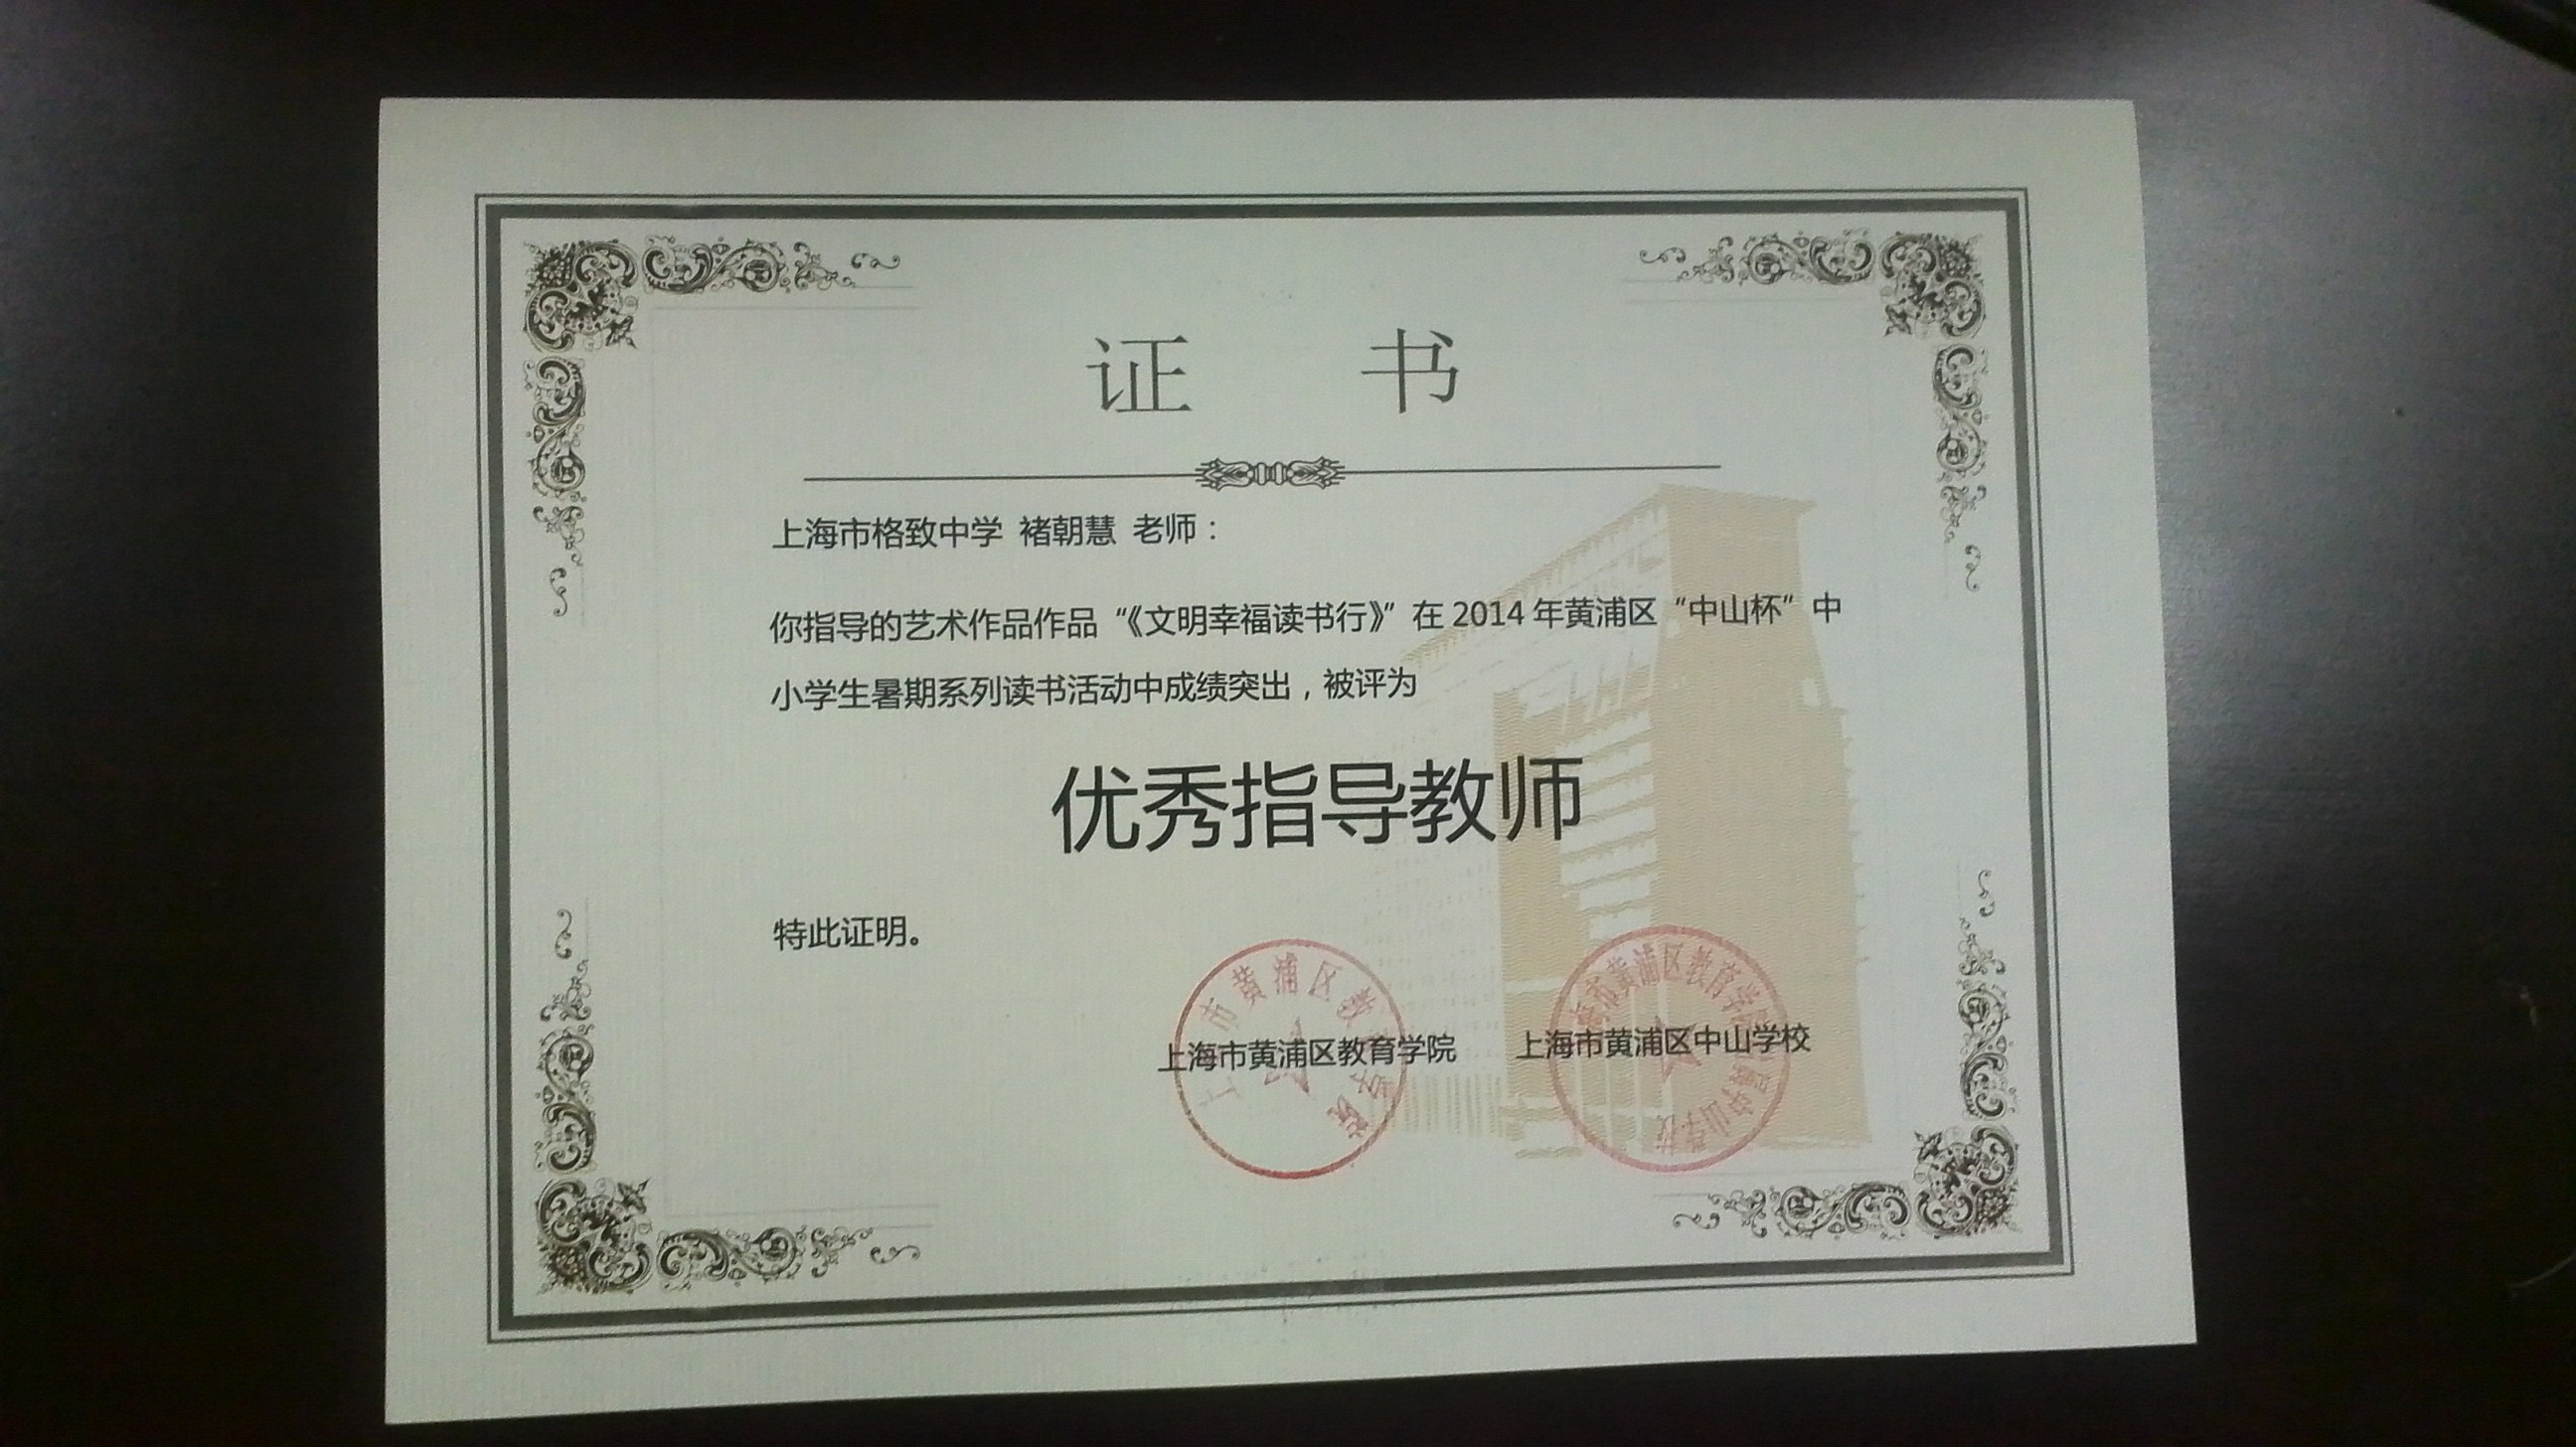 证 书
上海市格致中学 褚朝慧 老师：
你指导的艺术作品作品“《文明幸福读书行》”在 2014 年黄浦区“中山杯”中
小学生暑期系列读书活动中成绩突出，被评为
优秀指导教师
特此证明。
上海市黄浦区教育学院 上海市黄浦区中山学校